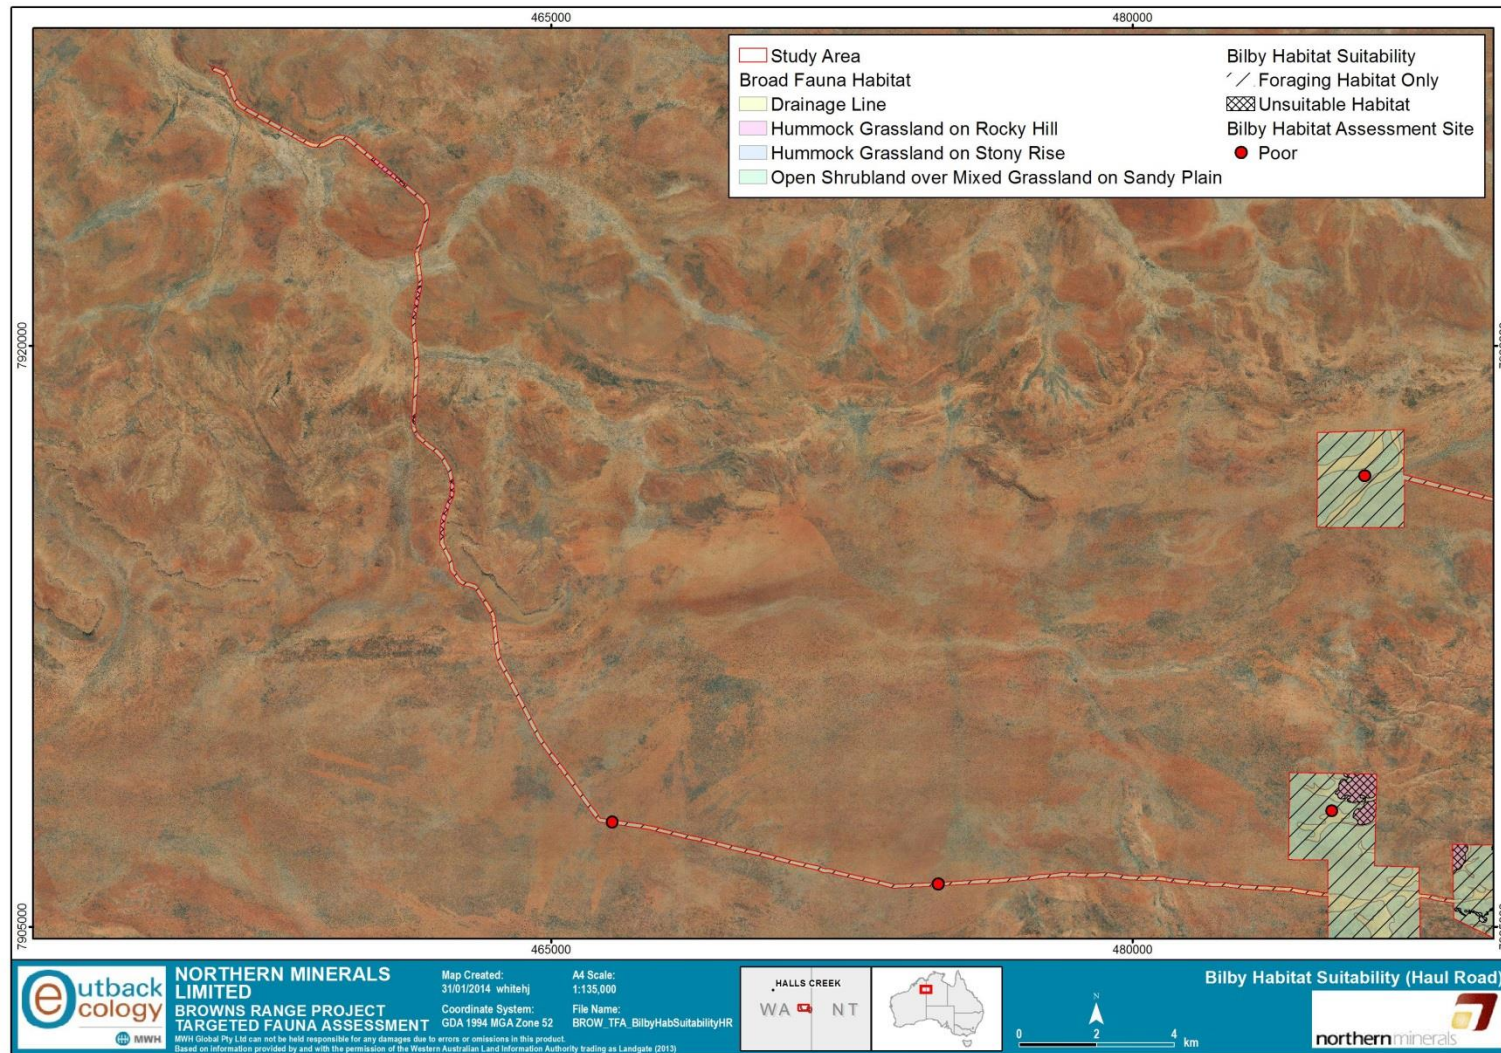 465000
480000
Study Area
Broad Fauna Habitat
Drainage Line
Hummock Grassland on Rocky Hill
Hummock Grassland on Stony Rise
Open Shrubland over Mixed Grassland on Sandy Plain
Bilby Habitat Suitability
Foraging Habitat Only
Unsuitable Habitat
Bilby Habitat Assessment Site
Poor
7920000
7905000
465000
480000
outback
ecology
MWH
NORTHERN MINERALS
LIMITED
BROWNS RANGE PROJECT
TARGETED FAUNA ASSESSMENT
Map Created:
31/01/2014 whitehj
Coordinate System:
GDA 1994 MGA Zone 52
A4 Scale:
1:135,000
File Name:
BROW_TFA_BilbyHabSuitabilityHR
MWH Global Pty Ltd can not be held responsible for any damages due to errors or omissions in this product.
Based on information provided by and with the permission of the Western Australian Land Information Authority trading as Landgate (2013)
HALLS CREEK
WA
NT
N
0 2 4
km
Bilby Habitat Suitability (Haul Road)
northernminerals